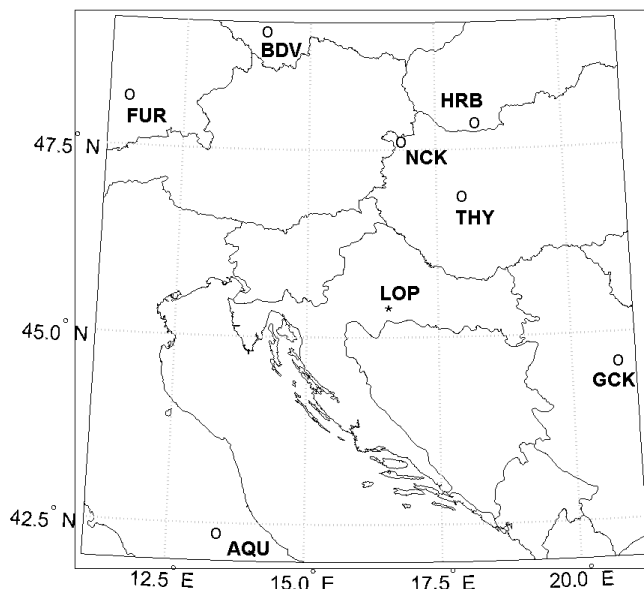 BDV
FUR
HRB
47.5° N
NCK
THY
LOP
45.0° N
GCK
42.5° N
AQU
12.5° E
15.0° E
17.5° E
20.0° E